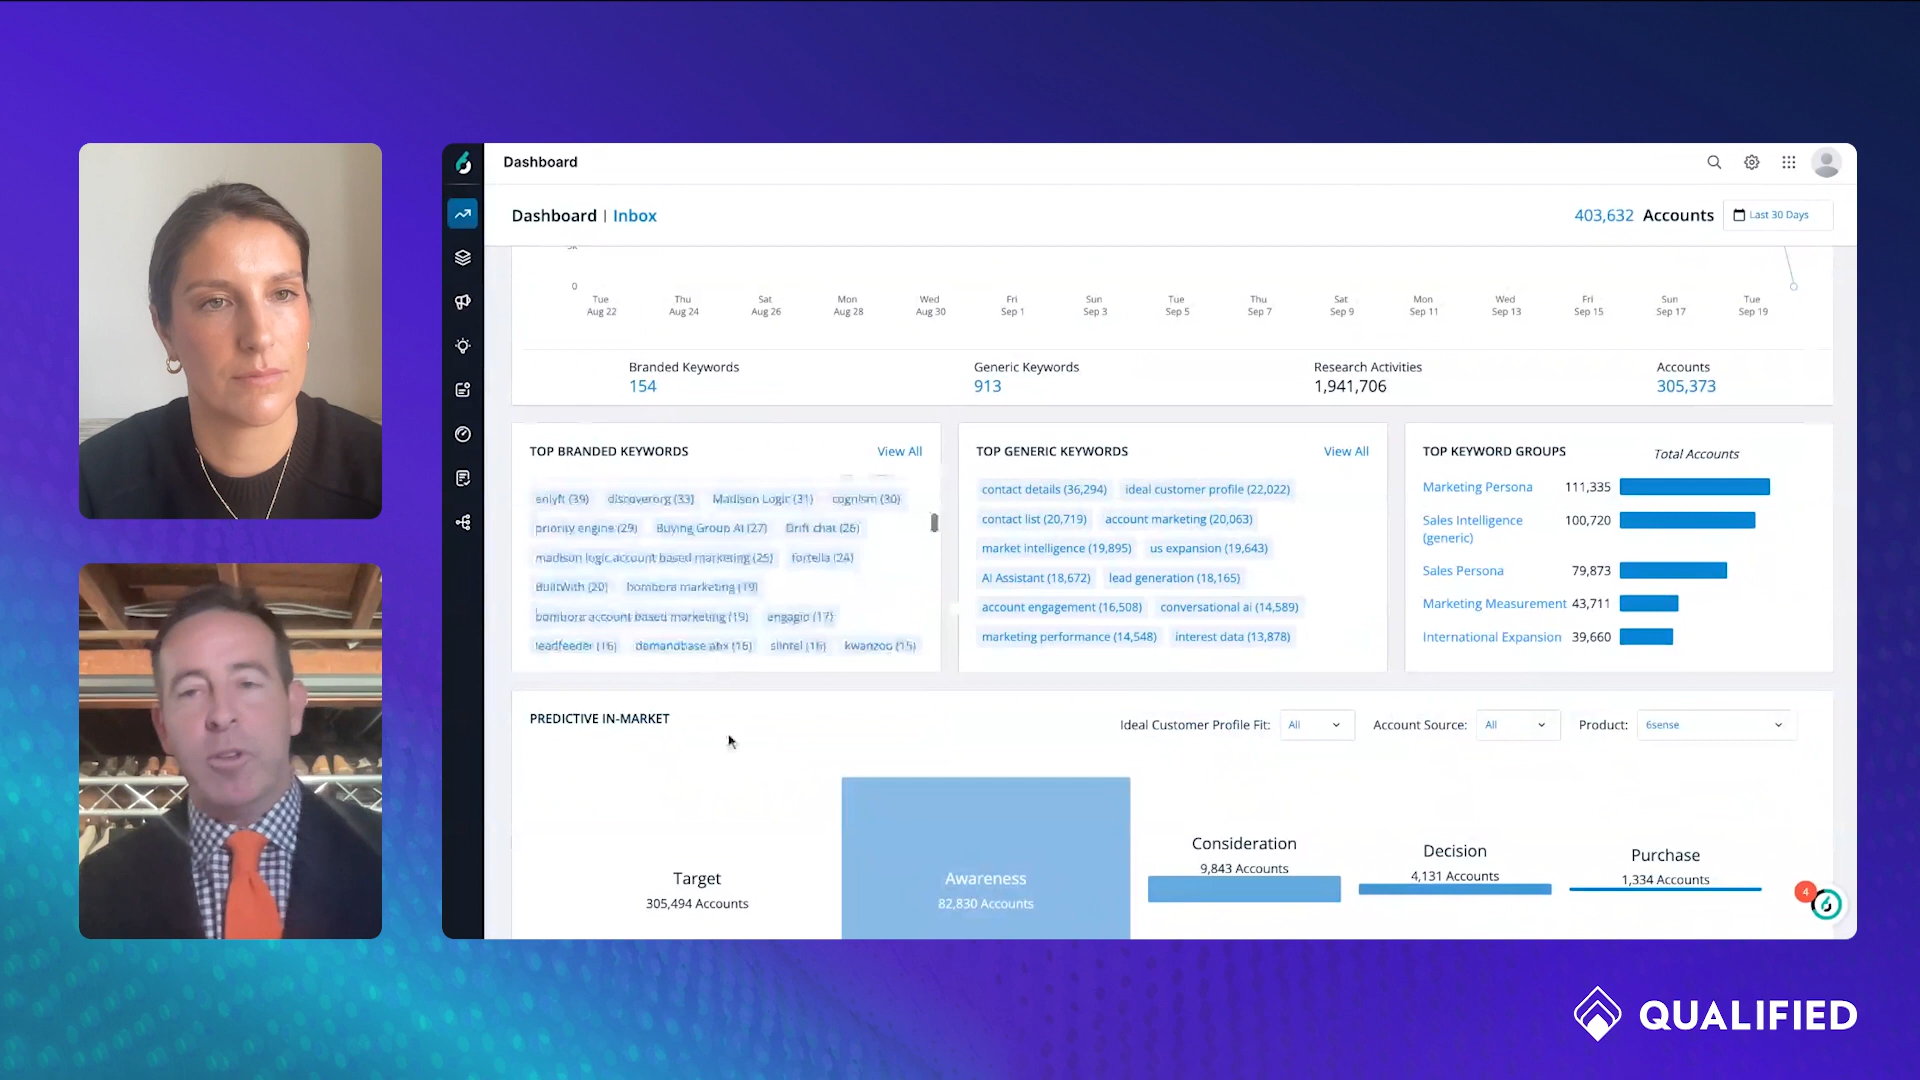 Dashboard
Dashboard | Inbox
403,632 Accounts
Last 30 Days
0
Tue Aug 22
Thu Aug 24
Sat Aug 26
Mon Aug 28
Wed Aug 30
Fri Sep 1
Sun Sep 3
Tue Sep 5
Thu Sep 7
Sat Sep 9
Mon Sep 11
Wed Sep 13
Fri Sep 15
Sun Sep 17
Tue Sep 19
Branded Keywords
154
Generic Keywords
913
Research Activities
1,941,706
Accounts
305,373
TOP BRANDED KEYWORDS
View All
enlyft (39) discoverorg (33) Madison Logic (31) cognism (30)
priority engine (29) Buying Group AI (27) Drift chat (26)
madison logic account based marketing (25) fortella (24)
BuiltWith (20) bombora marketing (19)
bombora account based marketing (19) engagio (17)
leadfeeder (16) demandbase abx (16) slintel (16) kwanzoo (15)
TOP GENERIC KEYWORDS
View All
contact details (36,294) ideal customer profile (22,022)
contact list (20,719) account marketing (20,063)
market intelligence (19,895) us expansion (19,643)
AI Assistant (18,672) lead generation (18,165)
account engagement (16,508) conversational ai (14,589)
marketing performance (14,548) interest data (13,878)
TOP KEYWORD GROUPS
Total Accounts
Marketing Persona 111,335
Sales Intelligence (generic) 100,720
Sales Persona 79,873
Marketing Measurement 43,711
International Expansion 39,660
PREDICTIVE IN-MARKET
Ideal Customer Profile Fit: All
Account Source: All
Product: 6sense
Target
305,494 Accounts
Awareness
82,830 Accounts
Consideration
9,843 Accounts
Decision
4,131 Accounts
Purchase
1,334 Accounts
4
QUALIFIED